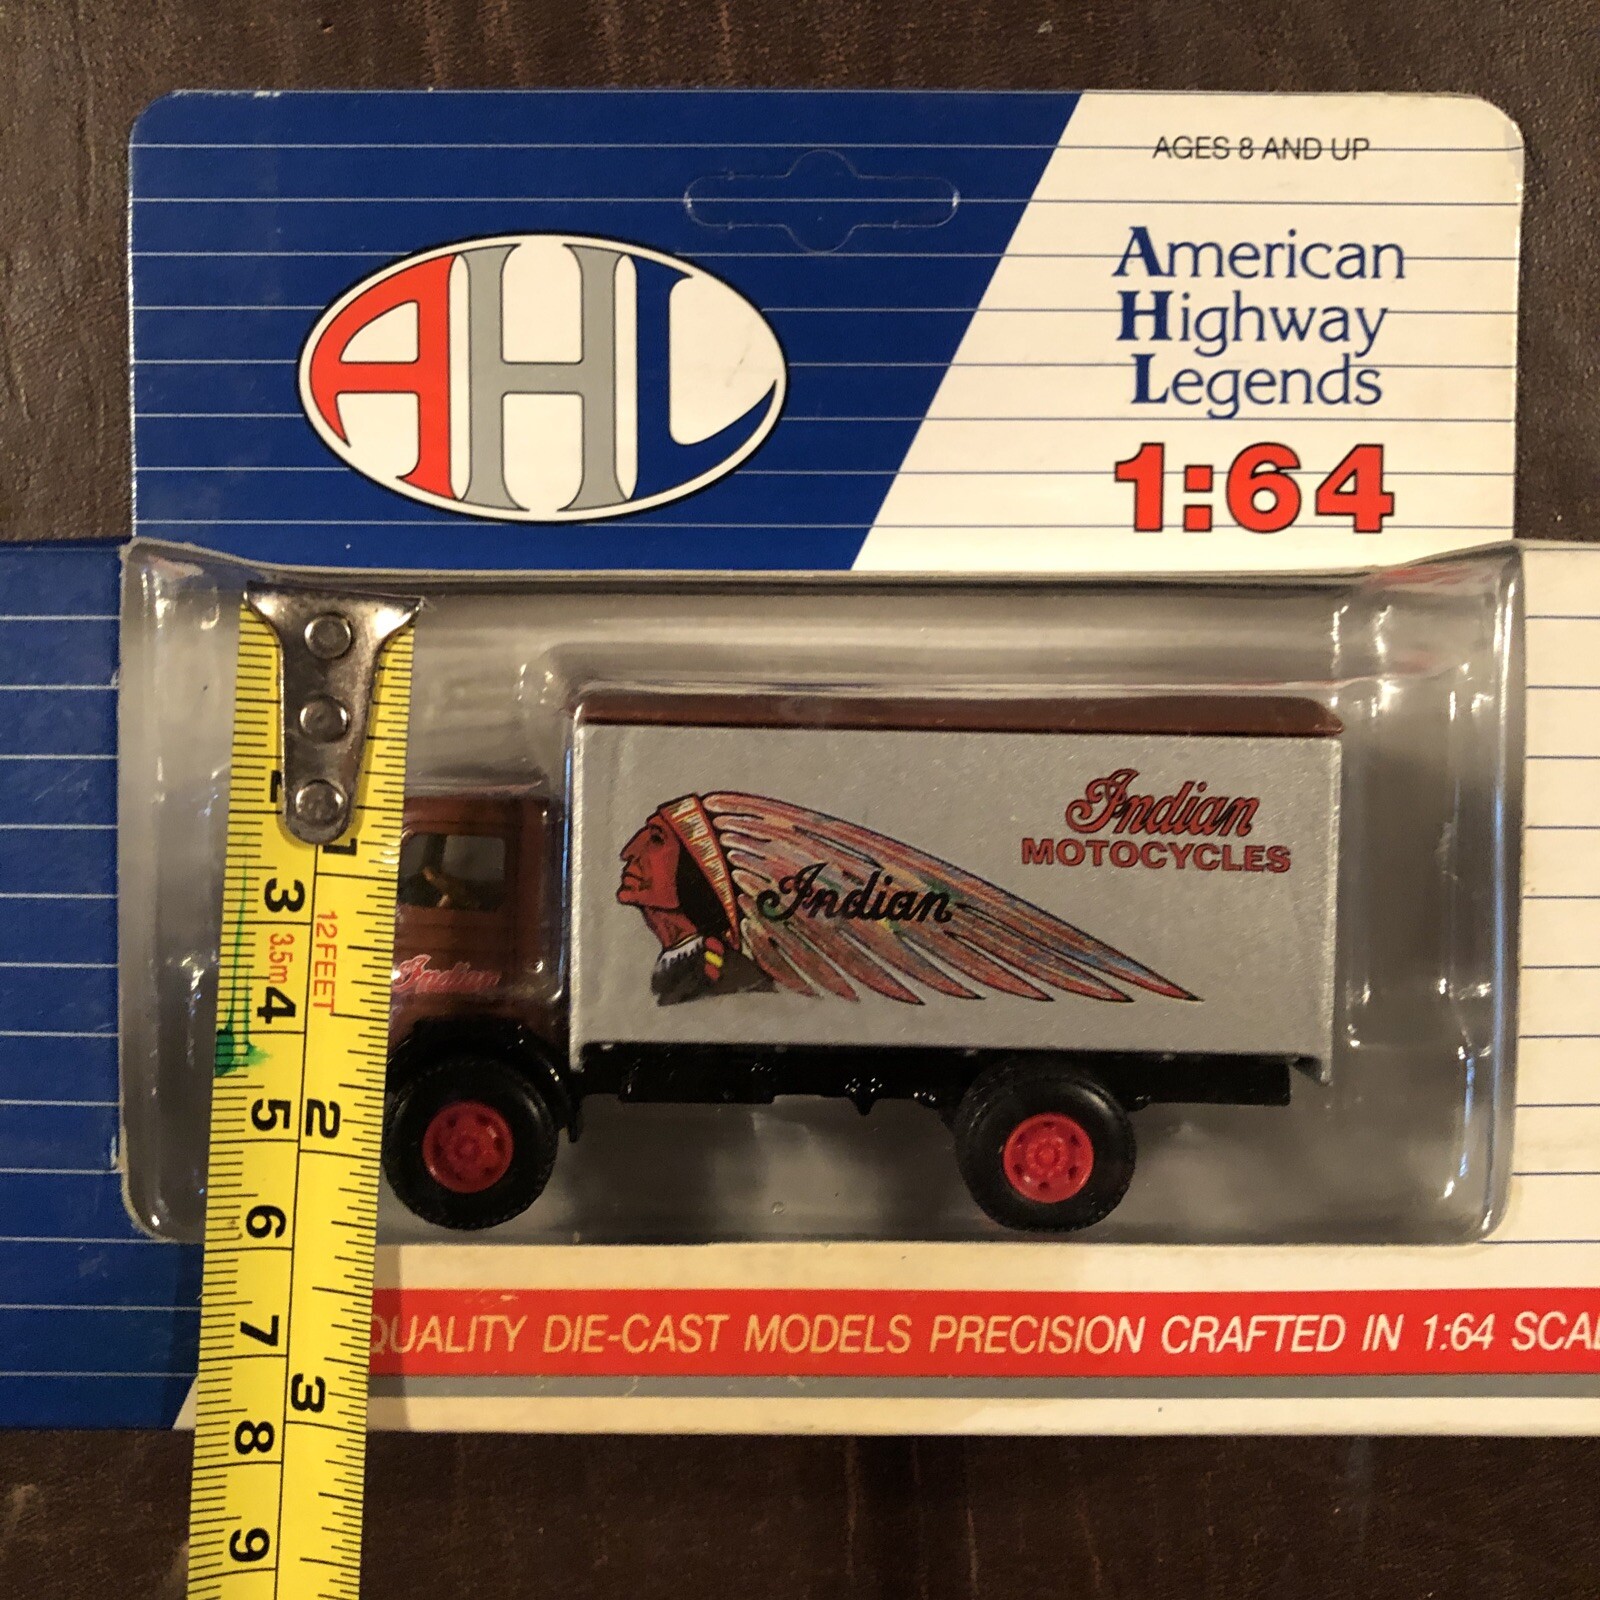 AGES 8 AND UP
AHL
American
Highway
Legends
1:64
Indian
MOTOCYCLES
Indian
Indian
2
1
3
3.5m
12FEET
4
5
2
6
7
3
8
9
QUALITY DIE-CAST MODELS PRECISION CRAFTED IN 1:64 SCAL